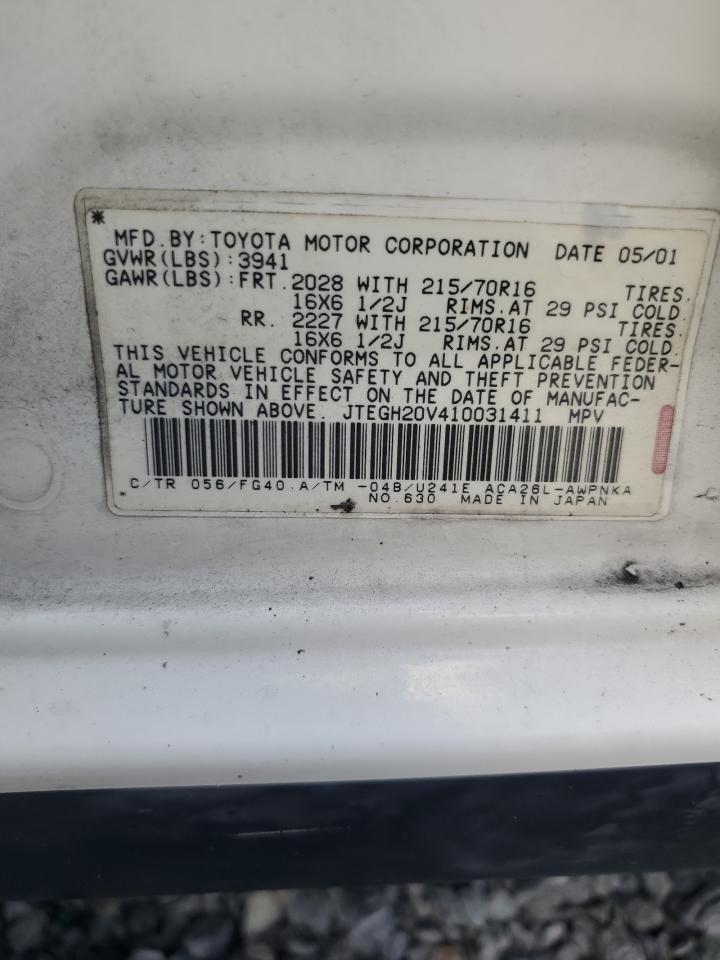 *
MFD.BY:TOYOTA MOTOR CORPORATION DATE 05/01
GVWR(LBS):3941
GAWR(LBS):FRT.2028 WITH 215/70R16 TIRES.
16X6 1/2J RIMS.AT 29 PSI COLD.
RR. 2227 WITH 215/70R16 TIRES.
16X6 1/2J RIMS.AT 29 PSI COLD.
THIS VEHICLE CONFORMS TO ALL APPLICABLE FEDER-
AL MOTOR VEHICLE SAFETY AND THEFT PREVENTION
STANDARDS IN EFFECT ON THE DATE OF MANUFAC-
TURE SHOWN ABOVE. JTEGH20V410031411 MPV
C/TR 056/FG40.A/TM -04B/U241E ACA26L-AWPNKA
NO.630 MADE IN JAPAN